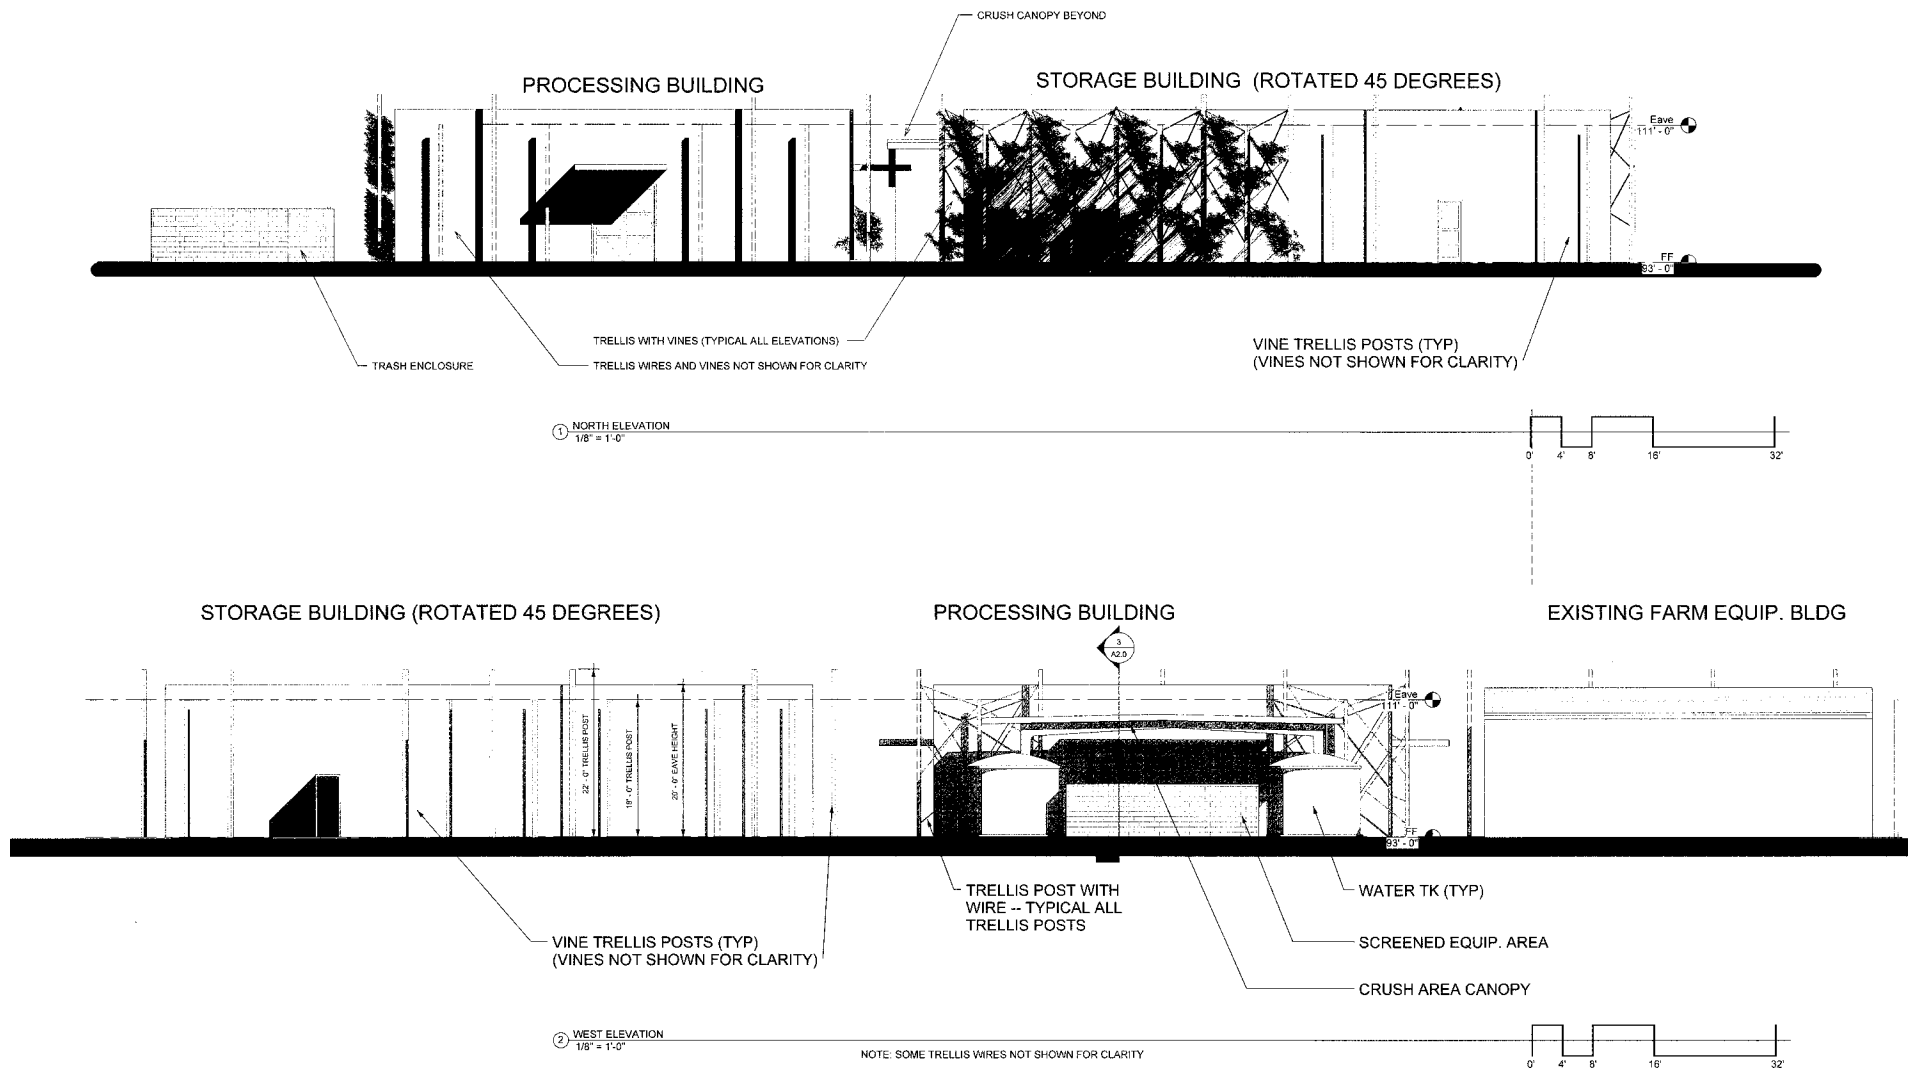 CRUSH CANOPY BEYOND
PROCESSING BUILDING
STORAGE BUILDING (ROTATED 45 DEGREES)
Eave
111' - 0"
FF
93' - 0"
TRELLIS WITH VINES (TYPICAL ALL ELEVATIONS)
TRASH ENCLOSURE
TRELLIS WIRES AND VINES NOT SHOWN FOR CLARITY
VINE TRELLIS POSTS (TYP)
(VINES NOT SHOWN FOR CLARITY)
1
NORTH ELEVATION
1/8" = 1'-0"
0' 4' 8' 16' 32'
STORAGE BUILDING (ROTATED 45 DEGREES)
PROCESSING BUILDING
EXISTING FARM EQUIP. BLDG
3
A2.0
Eave
111' - 0"
22' - 0" TRELLIS POST
18' - 0" TRELLIS POST
20' - 0" EAVE HEIGHT
FF
93' - 0"
TRELLIS POST WITH
WIRE -- TYPICAL ALL
TRELLIS POSTS
WATER TK (TYP)
VINE TRELLIS POSTS (TYP)
(VINES NOT SHOWN FOR CLARITY)
SCREENED EQUIP. AREA
CRUSH AREA CANOPY
2
WEST ELEVATION
1/8" = 1'-0"
NOTE: SOME TRELLIS WIRES NOT SHOWN FOR CLARITY
0' 4' 8' 16' 32'